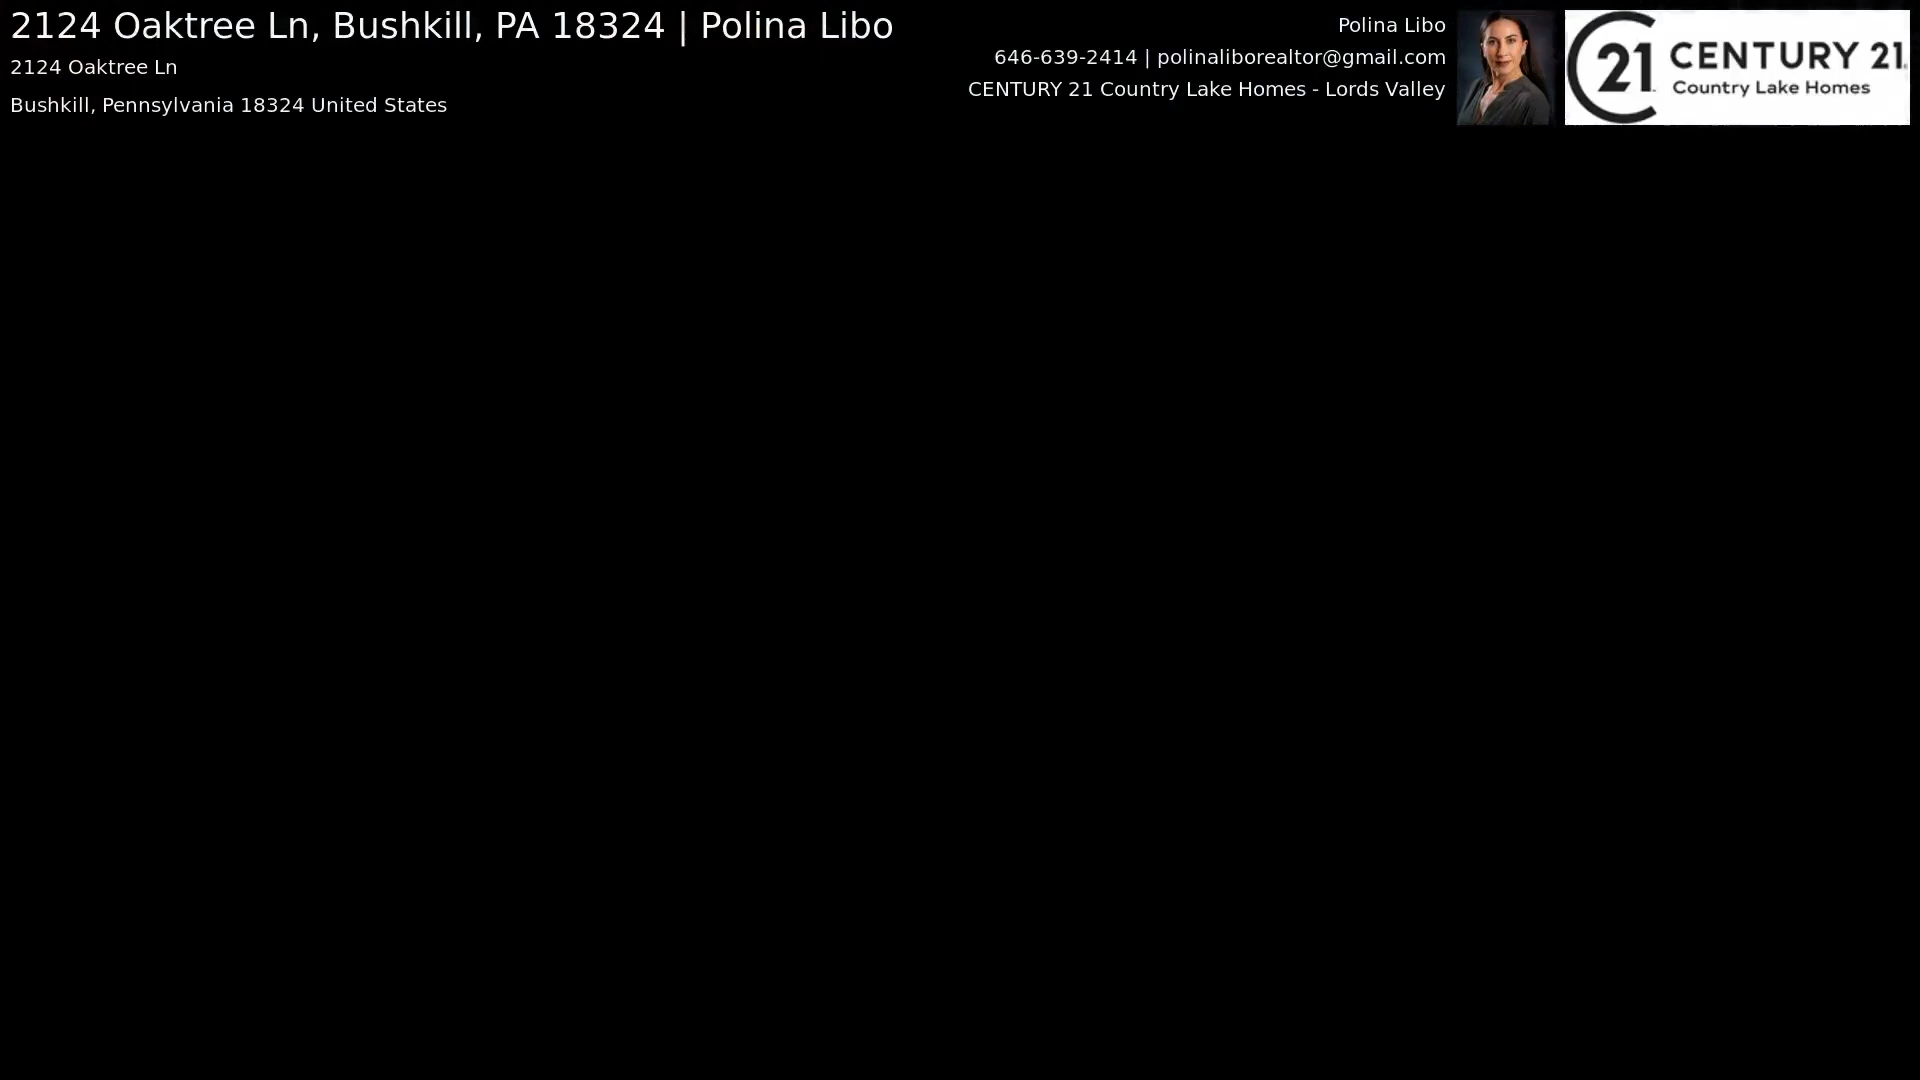 2124 Oaktree Ln, Bushkill, PA 18324 | Polina Libo
2124 Oaktree Ln
Bushkill, Pennsylvania 18324 United States
Polina Libo
646-639-2414 | polinaliborealtor@gmail.com
CENTURY 21 Country Lake Homes - Lords Valley
21 CENTURY 21
Country Lake Homes